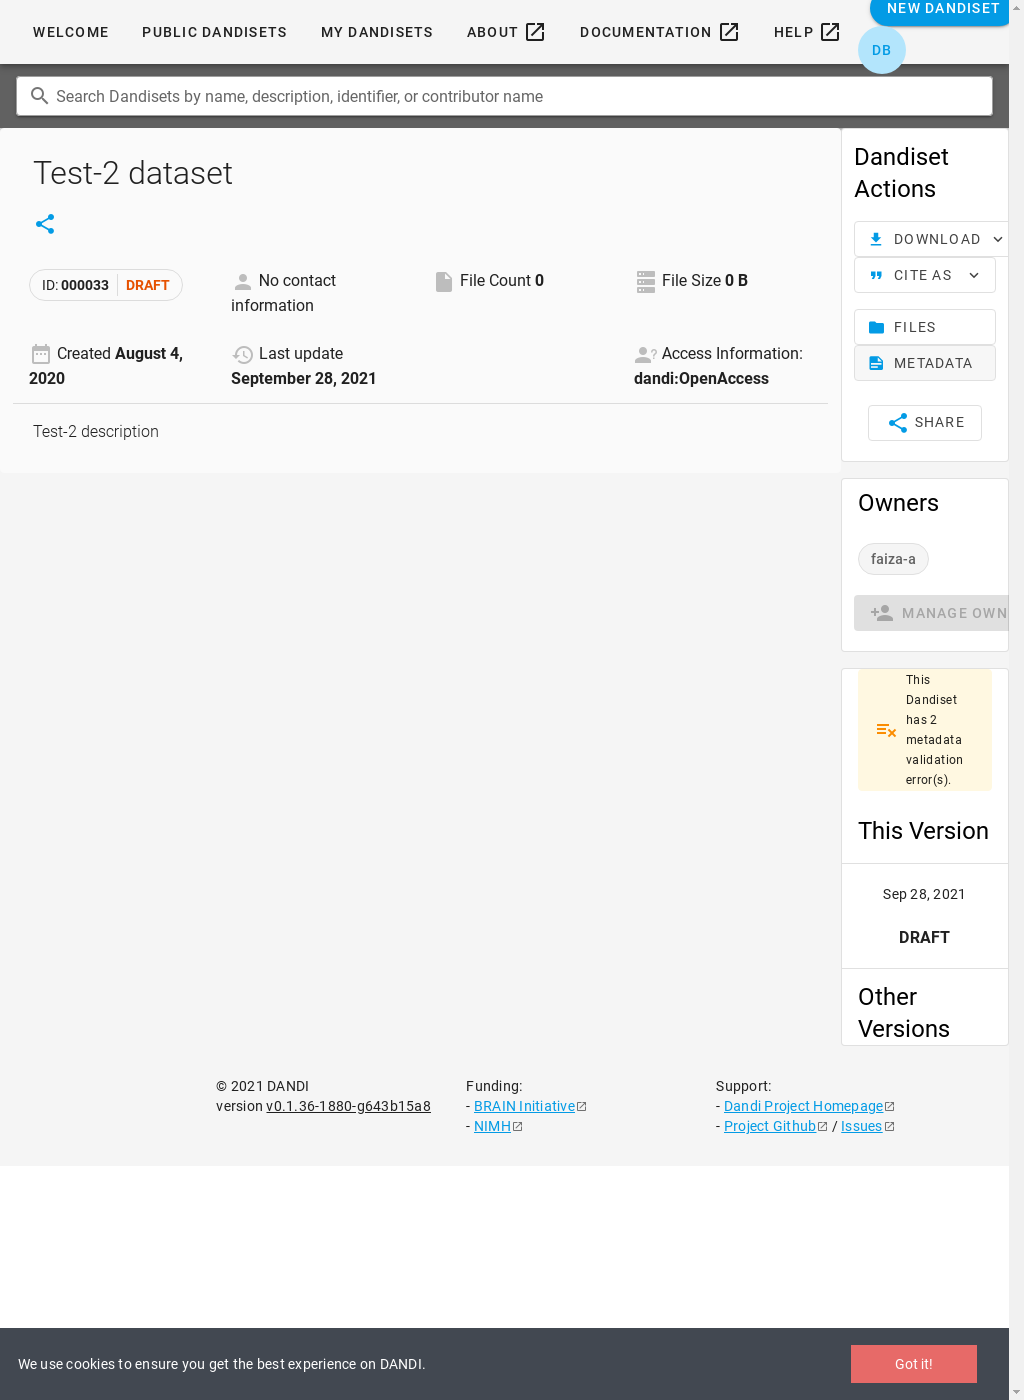 NEW DANDISET
WELCOME PUBLIC DANDISETS MY DANDISETS ABOUT DOCUMENTATION HELP
DB
Search Dandisets by name, description, identifier, or contributor name
Test-2 dataset
ID: 000033 DRAFT
No contact
information
File Count 0
File Size 0 B
Created August 4,
2020
Last update
September 28, 2021
Access Information:
dandi:OpenAccess
Test-2 description
Dandiset
Actions
DOWNLOAD
CITE AS
FILES
METADATA
SHARE
Owners
faiza-a
MANAGE OWN
This
Dandiset
has 2
metadata
validation
error(s).
This Version
Sep 28, 2021
DRAFT
Other
Versions
© 2021 DANDI
version v0.1.36-1880-g643b15a8
Funding:
- BRAIN Initiative
- NIMH
Support:
- Dandi Project Homepage
- Project Github / Issues
We use cookies to ensure you get the best experience on DANDI.
Got it!